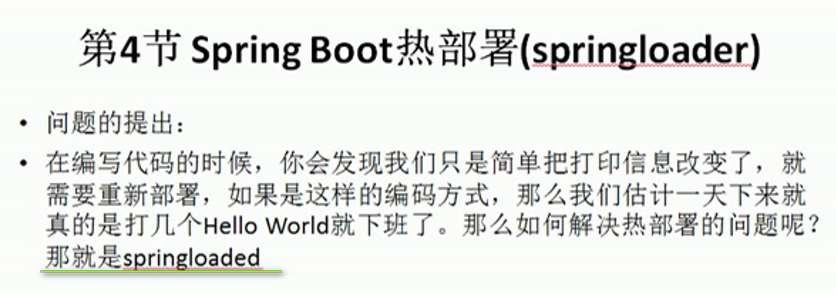 第4节 Spring Boot热部署(springloader)
• 问题的提出：
• 在编写代码的时候，你会发现我们只是简单把打印信息改变了，就
需要重新部署，如果是这样的编码方式，那么我们估计一天下来就
真的是打几个Hello World就下班了。那么如何解决热部署的问题呢？
那就是springloaded